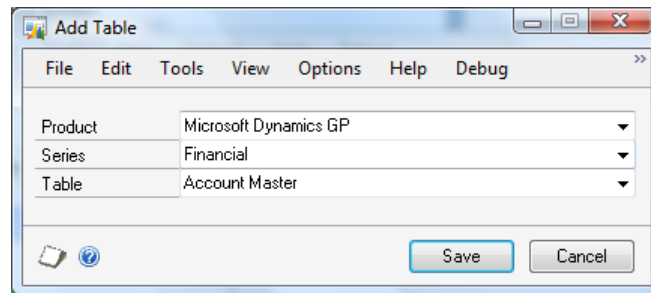 Add Table
File Edit Tools View Options Help Debug
Product Microsoft Dynamics GP
Series Financial
Table Account Master
Save Cancel